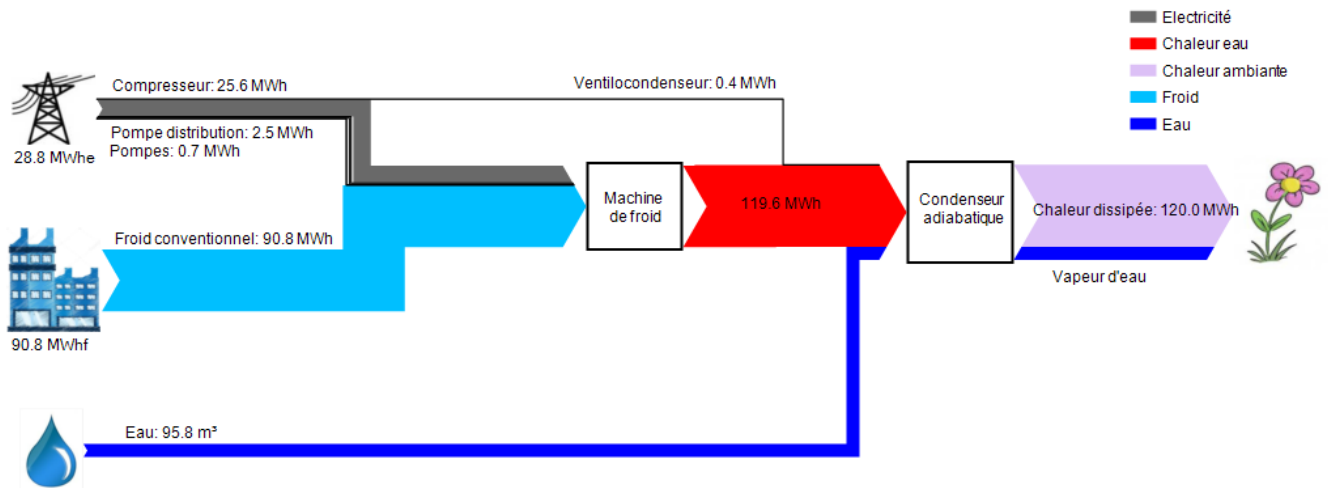 Electricité
Chaleur eau
Chaleur ambiante
Froid
Eau
Compresseur: 25.6 MWh
Ventilocondenseur: 0.4 MWh
Pompe distribution: 2.5 MWh
Pompes: 0.7 MWh
28.8 MWhe
Machine
de froid
119.6 MWh
Condenseur
adiabatique
Chaleur dissipée: 120.0 MWh
Froid conventionnel: 90.8 MWh
Vapeur d'eau
90.8 MWhf
Eau: 95.8 m³